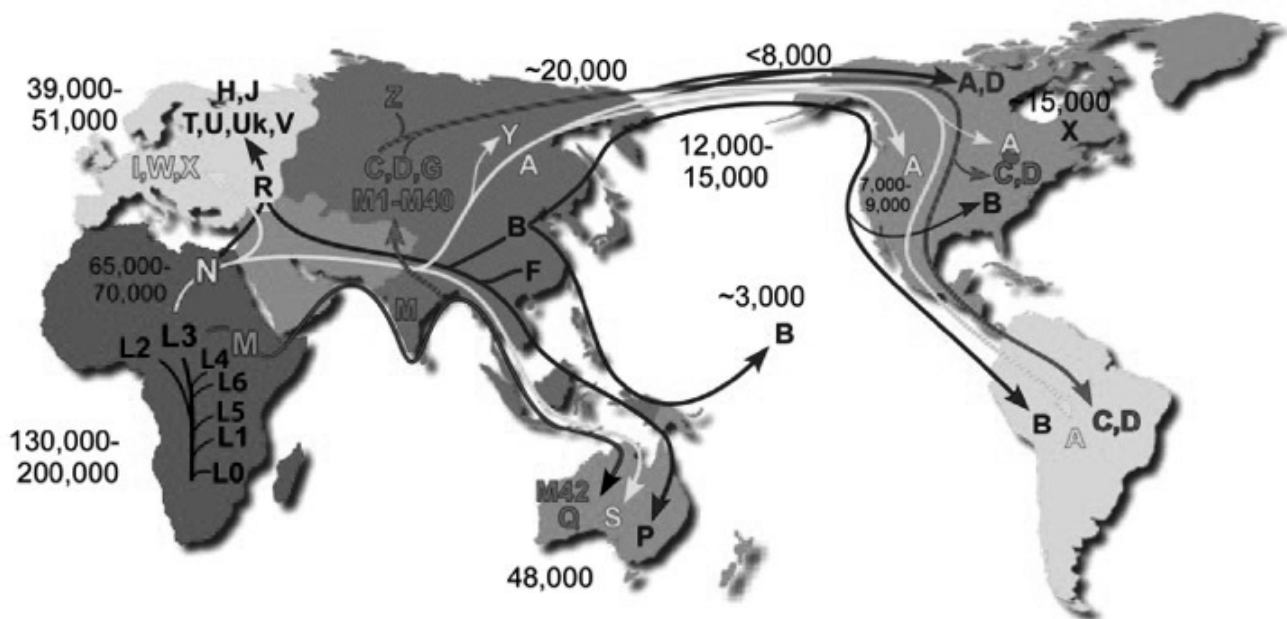 39,000-
51,000
H,J
T,U,Uk,V
I,W,X
R
Z
C,D,G
M1-M40
Y
A
~20,000
<8,000
A,D
~15,000
X
12,000-
15,000
A
A
C,D
7,000-
9,000
B
65,000-
70,000
N
B
F
M
~3,000
B
L3
M
L2
L4
L6
L5
L1
L0
130,000-
200,000
B
A
C,D
M42
Q
S
P
48,000